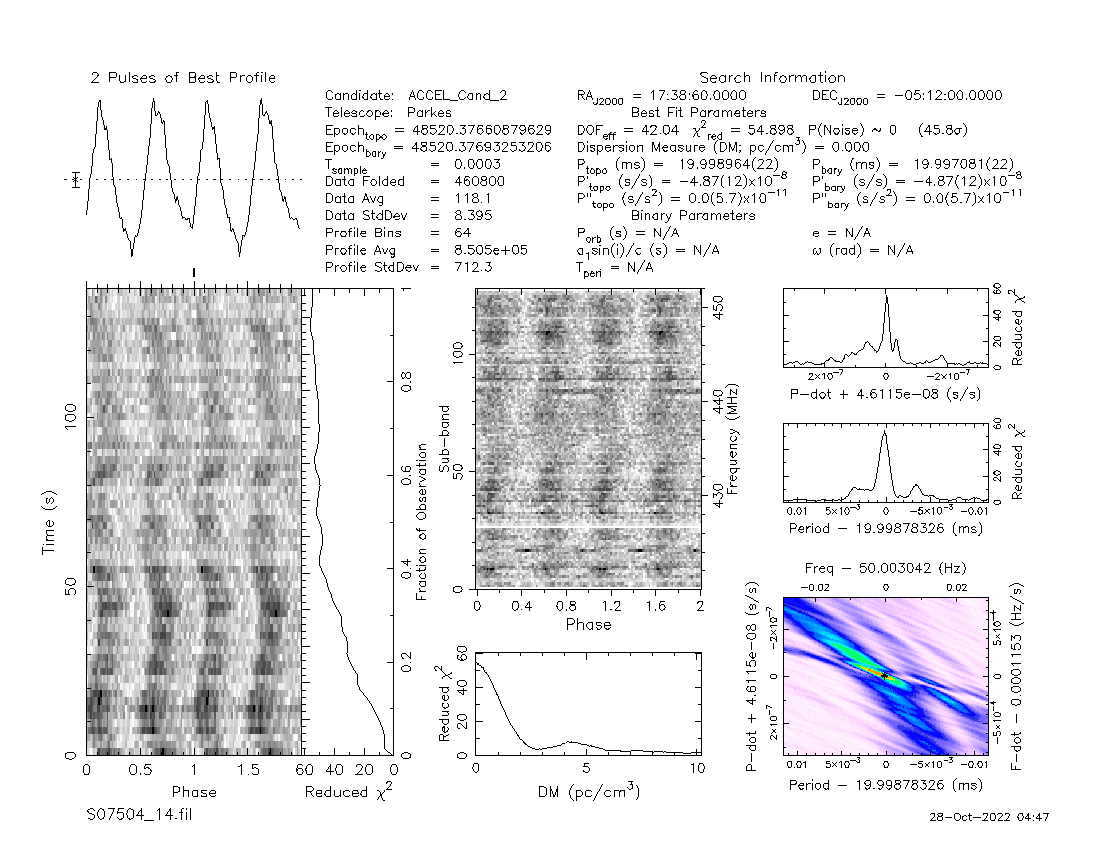 2 Pulses of Best Profile
Search Information
Candidate: ACCEL_Cand_2
RA_J2000 = 17:38:60.0000
DEC_J2000 = −05:12:00.0000
Telescope: Parkes
Best Fit Parameters
Epoch_topo = 48520.37660879629
DOF_eff = 42.04 χ²_red = 54.898 P(Noise) ~ 0 (45.8σ)
Epoch_bary = 48520.37693253206
Dispersion Measure (DM; pc/cm³) = 0.000
T_sample = 0.0003
P_topo (ms) = 19.998964(22)
P_bary (ms) = 19.997081(22)
Data Folded = 460800
P'_topo (s/s) = −4.87(12)x10⁻⁸
P'_bary (s/s) = −4.87(12)x10⁻⁸
Data Avg = 118.1
P''_topo (s/s²) = 0.0(5.7)x10⁻¹¹
P''_bary (s/s²) = 0.0(5.7)x10⁻¹¹
Data StdDev = 8.395
Binary Parameters
Profile Bins = 64
P_orb (s) = N/A
e = N/A
Profile Avg = 8.505e+05
a₁sin(i)/c (s) = N/A
ω (rad) = N/A
Profile StdDev = 712.3
T_peri = N/A
Time (s)
0 50 100
0 0.5 1 1.5
Phase
60 40 20 0
Reduced χ²
0 0.2 0.4 0.6 0.8
Fraction of Observation
Sub-band
0 50 100
430 440 450
Frequency (MHz)
0 0.4 0.8 1.2 1.6 2
Phase
Reduced χ²
0 20 40 60
0 5 10
DM (pc/cm³)
0 20 40 60
Reduced χ²
2×10⁻⁷ 0 −2×10⁻⁷
P−dot + 4.6115e−08 (s/s)
0 20 40 60
Reduced χ²
0.01 5×10⁻³ 0 −5×10⁻³ −0.01
Period − 19.99878326 (ms)
Freq − 50.003042 (Hz)
−0.02 0 0.02
P−dot + 4.6115e−08 (s/s)
−2×10⁻⁷ 0 2×10⁻⁷
5×10⁻⁴ 0 −5×10⁻⁴
F−dot − 0.0001153 (Hz/s)
0.01 5×10⁻³ 0 −5×10⁻³ −0.01
Period − 19.99878326 (ms)
S07504_14.fil
28−Oct−2022 04:47